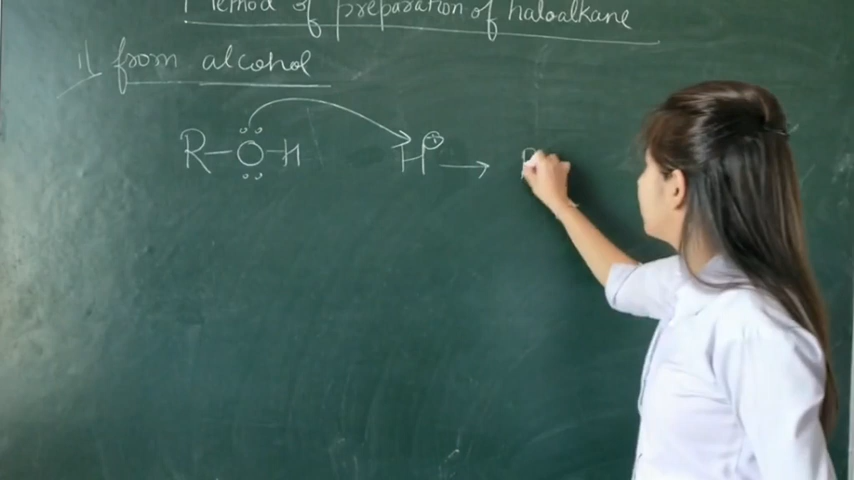 Method of preparation of haloalkane
1) from alcohol
R-Ö-H H⊕ → R